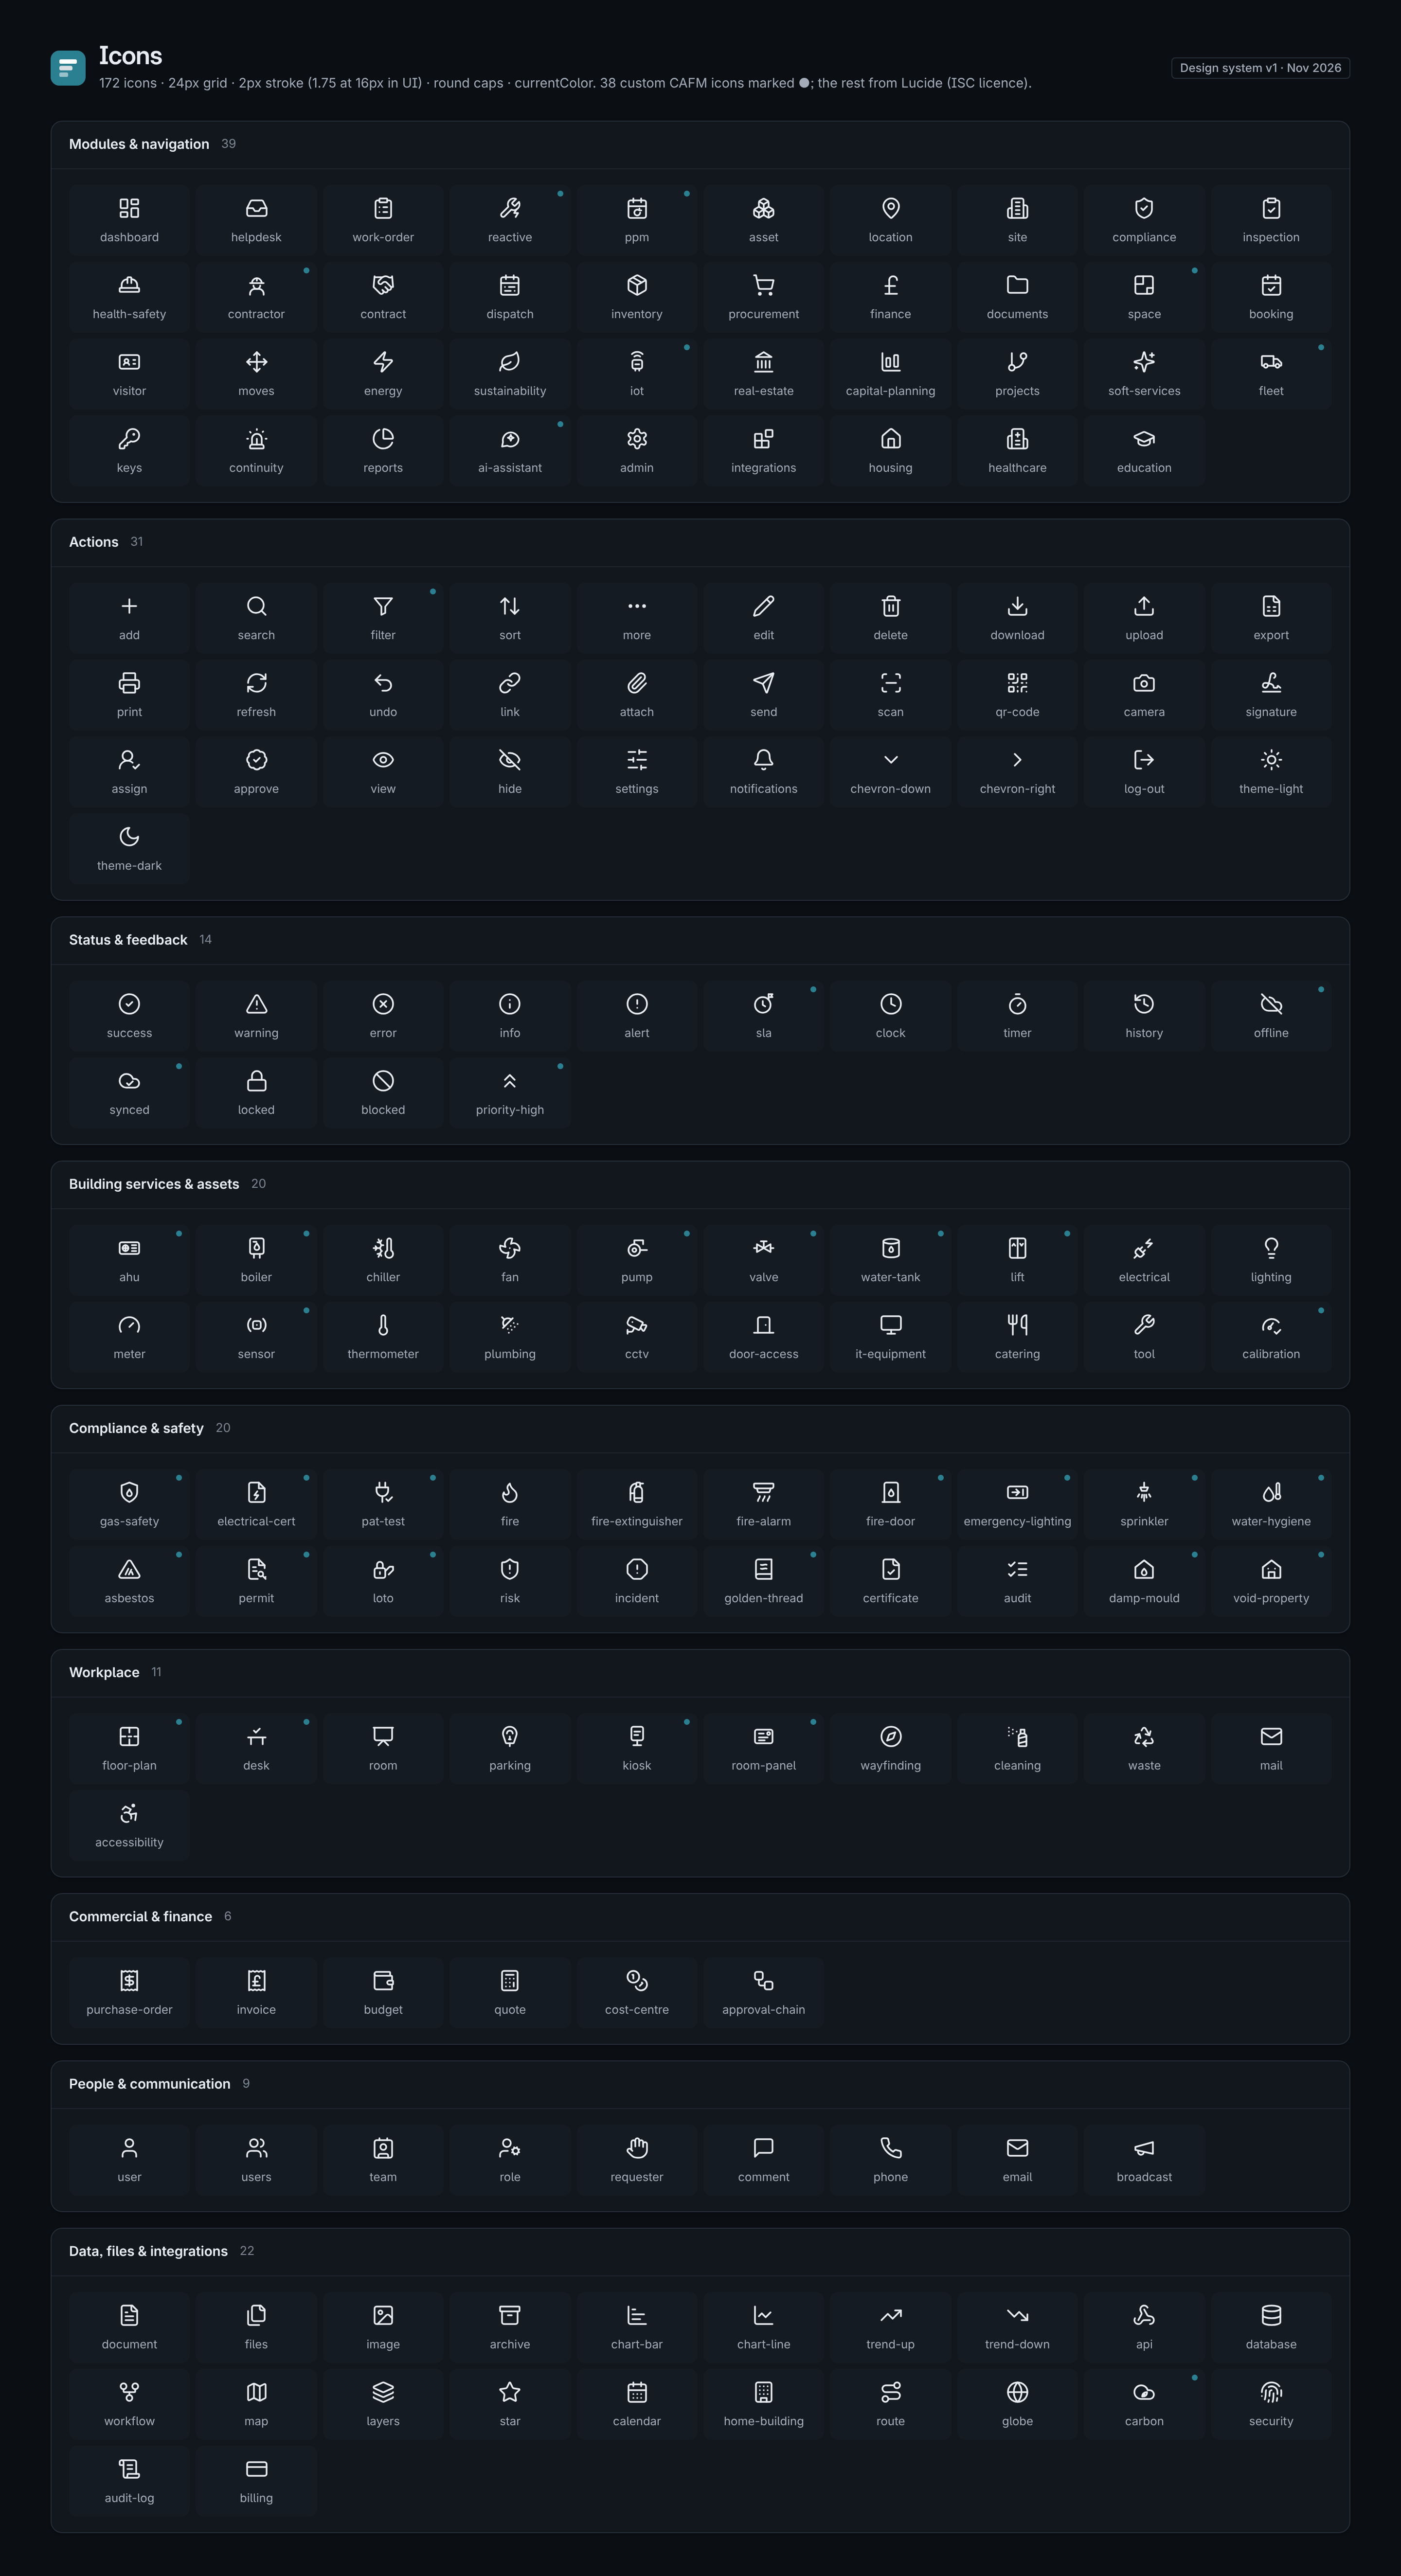 Icons
172 icons · 24px grid · 2px stroke (1.75 at 16px in UI) · round caps · currentColor. 38 custom CAFM icons marked ●; the rest from Lucide (ISC licence).
Design system v1 · Nov 2026
Modules & navigation 39
dashboard helpdesk work-order reactive ppm asset location site compliance inspection
health-safety contractor contract dispatch inventory procurement finance documents space booking
visitor moves energy sustainability iot real-estate capital-planning projects soft-services fleet
keys continuity reports ai-assistant admin integrations housing healthcare education
Actions 31
add search filter sort more edit delete download upload export
print refresh undo link attach send scan qr-code camera signature
assign approve view hide settings notifications chevron-down chevron-right log-out theme-light
theme-dark
Status & feedback 14
success warning error info alert sla clock timer history offline
synced locked blocked priority-high
Building services & assets 20
ahu boiler chiller fan pump valve water-tank lift electrical lighting
meter sensor thermometer plumbing cctv door-access it-equipment catering tool calibration
Compliance & safety 20
gas-safety electrical-cert pat-test fire fire-extinguisher fire-alarm fire-door emergency-lighting sprinkler water-hygiene
asbestos permit loto risk incident golden-thread certificate audit damp-mould void-property
Workplace 11
floor-plan desk room parking kiosk room-panel wayfinding cleaning waste mail
accessibility
Commercial & finance 6
purchase-order invoice budget quote cost-centre approval-chain
People & communication 9
user users team role requester comment phone email broadcast
Data, files & integrations 22
document files image archive chart-bar chart-line trend-up trend-down api database
workflow map layers star calendar home-building route globe carbon security
audit-log billing